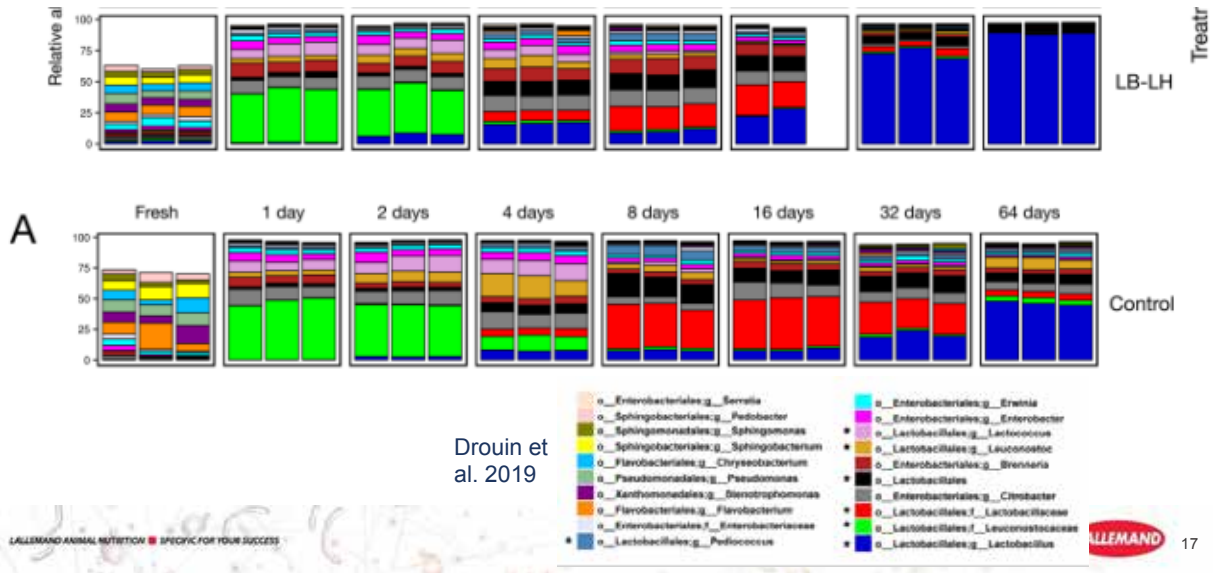 Relative al
100
75
50
25
0
LB-LH
Treatr
A
Fresh
1 day
2 days
4 days
8 days
16 days
32 days
64 days
100
75
50
25
0
Control
Drouin et
al. 2019
o__Enterobacteriales;g__Serratia
o__Sphingobacteriales;g__Pedobacter
o__Sphingomonadales;g__Sphingomonas
o__Sphingobacteriales;g__Sphingobacterium
o__Flavobacteriales;g__Chryseobacterium
o__Pseudomonadales;g__Pseudomonas
o__Xanthomonadales;g__Stenotrophomonas
o__Flavobacteriales;g__Flavobacterium
o__Enterobacteriales;f__Enterobacteriaceae
* o__Lactobacillales;g__Pediococcus
o__Enterobacteriales;g__Erwinia
o__Enterobacteriales;g__Enterobacter
* o__Lactobacillales;g__Lactococcus
* o__Lactobacillales;g__Leuconostoc
o__Enterobacteriales;g__Brenneria
* o__Lactobacillales
o__Enterobacteriales;g__Citrobacter
* o__Lactobacillales;f__Lactobacillaceae
* o__Lactobacillales;f__Leuconostocaceae
* o__Lactobacillales;g__Lactobacillus
LALLEMAND ANIMAL NUTRITION SPECIFIC FOR YOUR SUCCESS
ALLEMAND
17